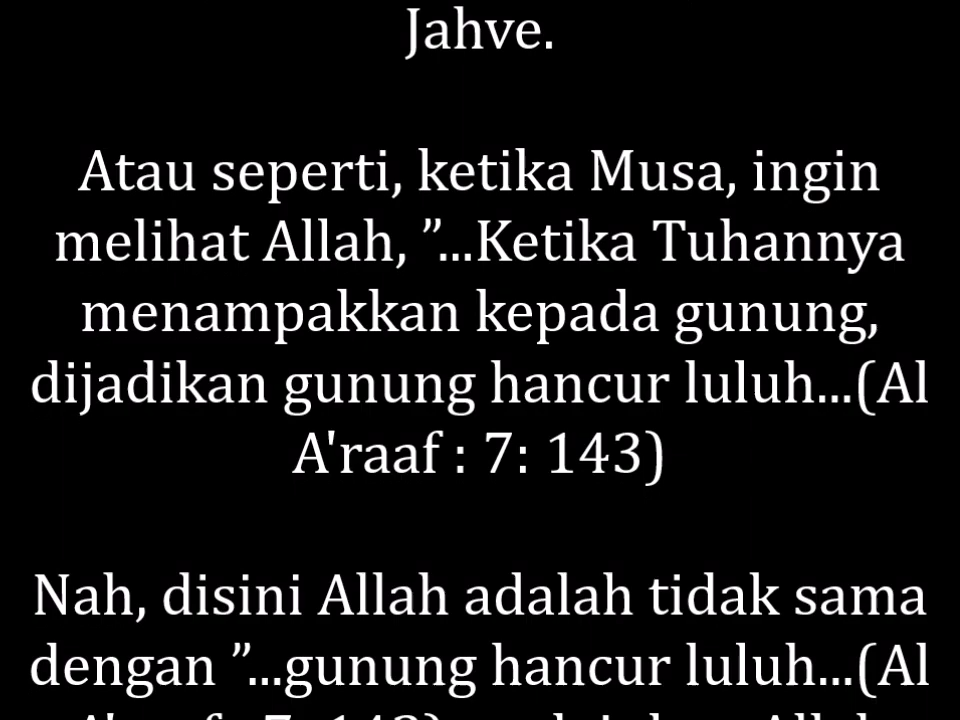 Jahve.
Atau seperti, ketika Musa, ingin
melihat Allah, ”...Ketika Tuhannya
menampakkan kepada gunung,
dijadikan gunung hancur luluh...(Al
A'raaf : 7: 143)
Nah, disini Allah adalah tidak sama
dengan ”...gunung hancur luluh...(Al